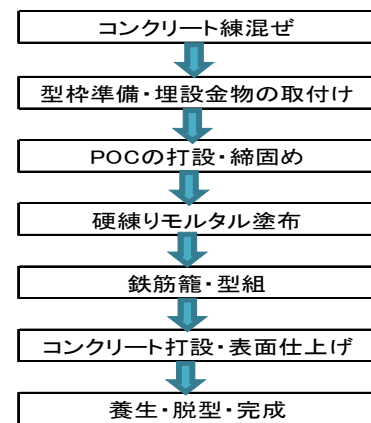 コンクリート練混ぜ
型枠準備・埋設金物の取付け
POCの打設・締固め
硬練りモルタル塗布
鉄筋籠・型組
コンクリート打設・表面仕上げ
養生・脱型・完成